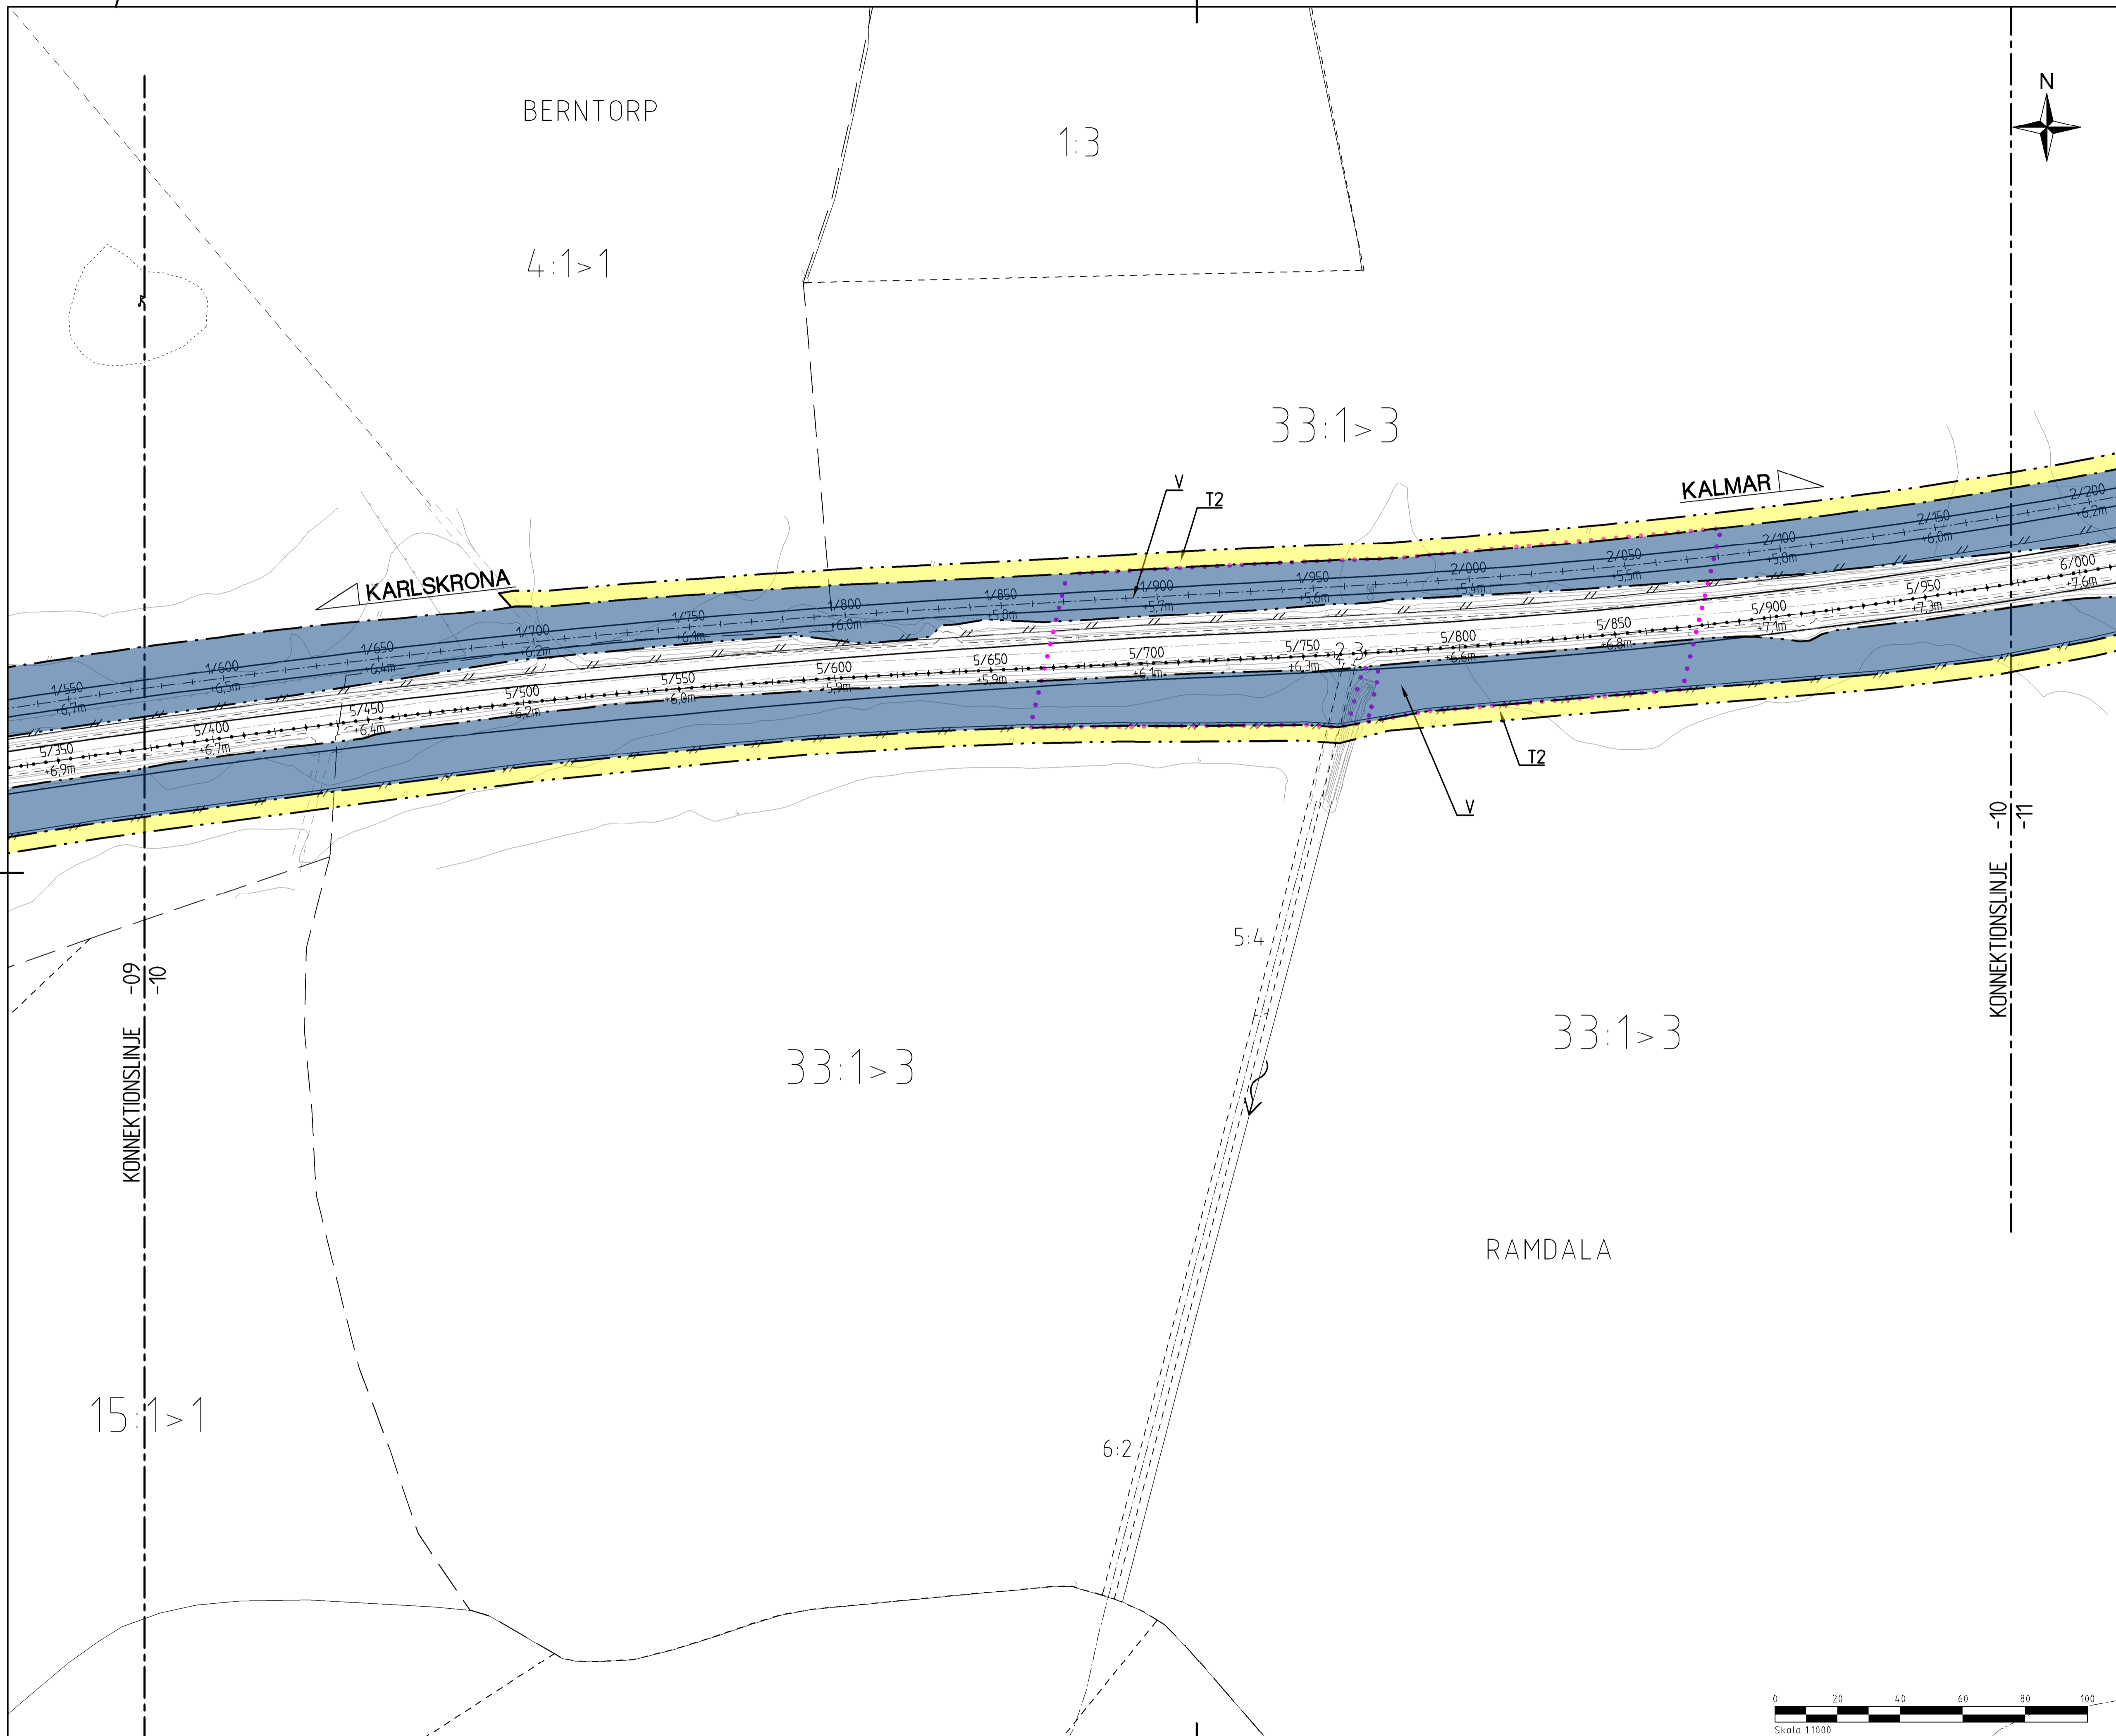 N
BERNTORP
1:3
4:1>1
33:1>3
KALMAR
V
T2
KARLSKRONA
1/550
+6,7m
1/600
+6,5m
1/650
+6,4m
1/700
+6,2m
1/750
+6,1m
1/800
+6,0m
1/850
+5,8m
1/900
+5,7m
1/950
+5,6m
2/000
+5,4m
2/050
+5,5m
2/100
+5,8m
2/150
+6,0m
2/200
+6,2m
5/350
+6,9m
5/400
+6,7m
5/450
+6,4m
5/500
+6,2m
5/550
+6,0m
5/600
+5,9m
5/650
+5,9m
5/700
+6,1m
5/750
+6,3m
2:3
5/800
+6,6m
5/850
+6,8m
5/900
+7,1m
5/950
+7,3m
6/000
+7,6m
T2
V
4
4
KONNEKTIONSLINJE
-09
-10
KONNEKTIONSLINJE
-10
-11
5:4
33:1>3
33:1>3
RAMDALA
15:1>1
6:2
0 20 40 60 80 100
Skala 1:1000